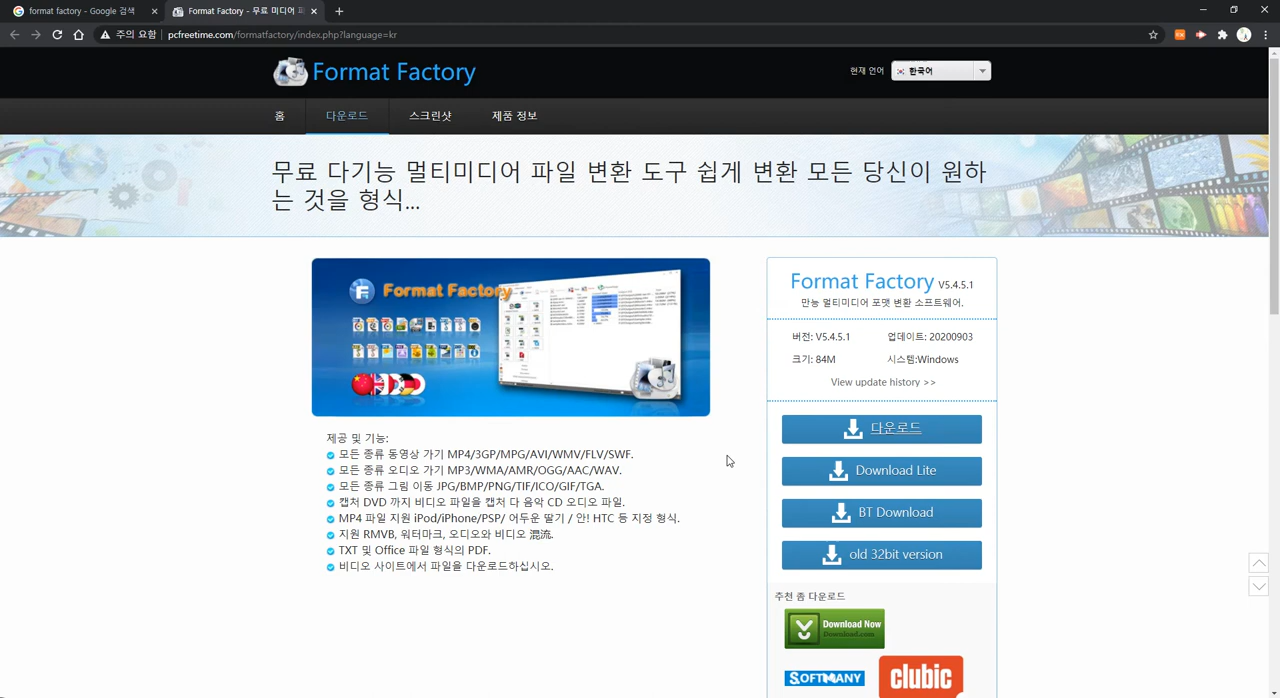 format factory - Google 검색
Format Factory - 무료 미디어 파
주의 요함
pcfreetime.com/formatfactory/index.php?language=kr
Format Factory
현재 언어
한국어
홈
다운로드
스크린샷
제품 정보
무료 다기능 멀티미디어 파일 변환 도구 쉽게 변환 모든 당신이 원하
는 것을 형식...
Format Factory
제공 및 기능:
모든 종류 동영상 가기 MP4/3GP/MPG/AVI/WMV/FLV/SWF.
모든 종류 오디오 가기 MP3/WMA/AMR/OGG/AAC/WAV.
모든 종류 그림 이동 JPG/BMP/PNG/TIF/ICO/GIF/TGA.
캡처 DVD 까지 비디오 파일을 캡처 다 음악 CD 오디오 파일.
MP4 파일 지원 iPod/iPhone/PSP/ 어두운 딸기 / 안! HTC 등 지정 형식.
지원 RMVB, 워터마크, 오디오와 비디오 混流.
TXT 및 Office 파일 형식의 PDF.
비디오 사이트에서 파일을 다운로드하십시오.
Format Factory V5.4.5.1
만능 멀티미디어 포맷 변환 소프트웨어.
버전: V5.4.5.1
업데이트: 20200903
크기: 84M
시스템:Windows
View update history >>
다운로드
Download Lite
BT Download
old 32bit version
추천 좀 다운로드
Download Now
Download.com
SOFTMANY
clubic